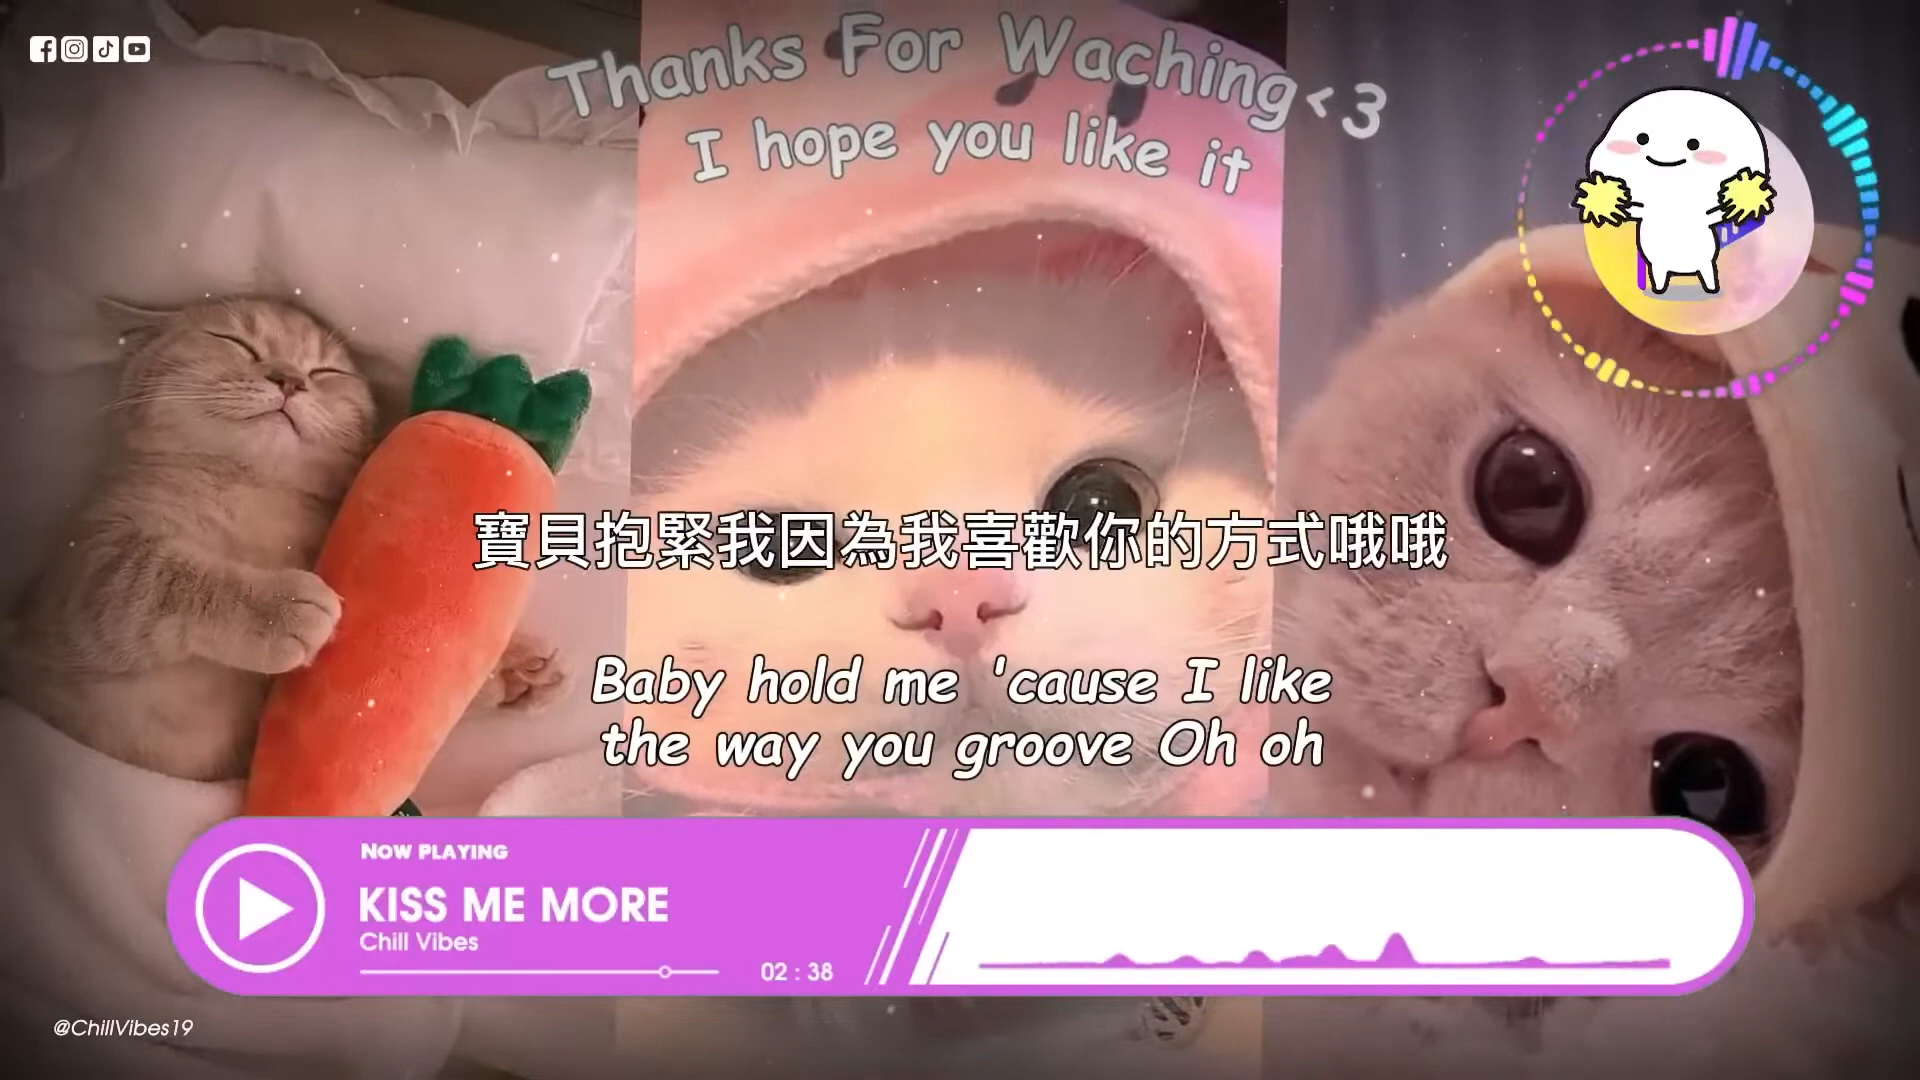 Thanks For Waching<3
I hope you like it
寶貝抱緊我因為我喜歡你的方式哦哦
Baby hold me 'cause I like
the way you groove Oh oh
NOW PLAYING
KISS ME MORE
Chill Vibes
02 : 38
@ChillVibes19